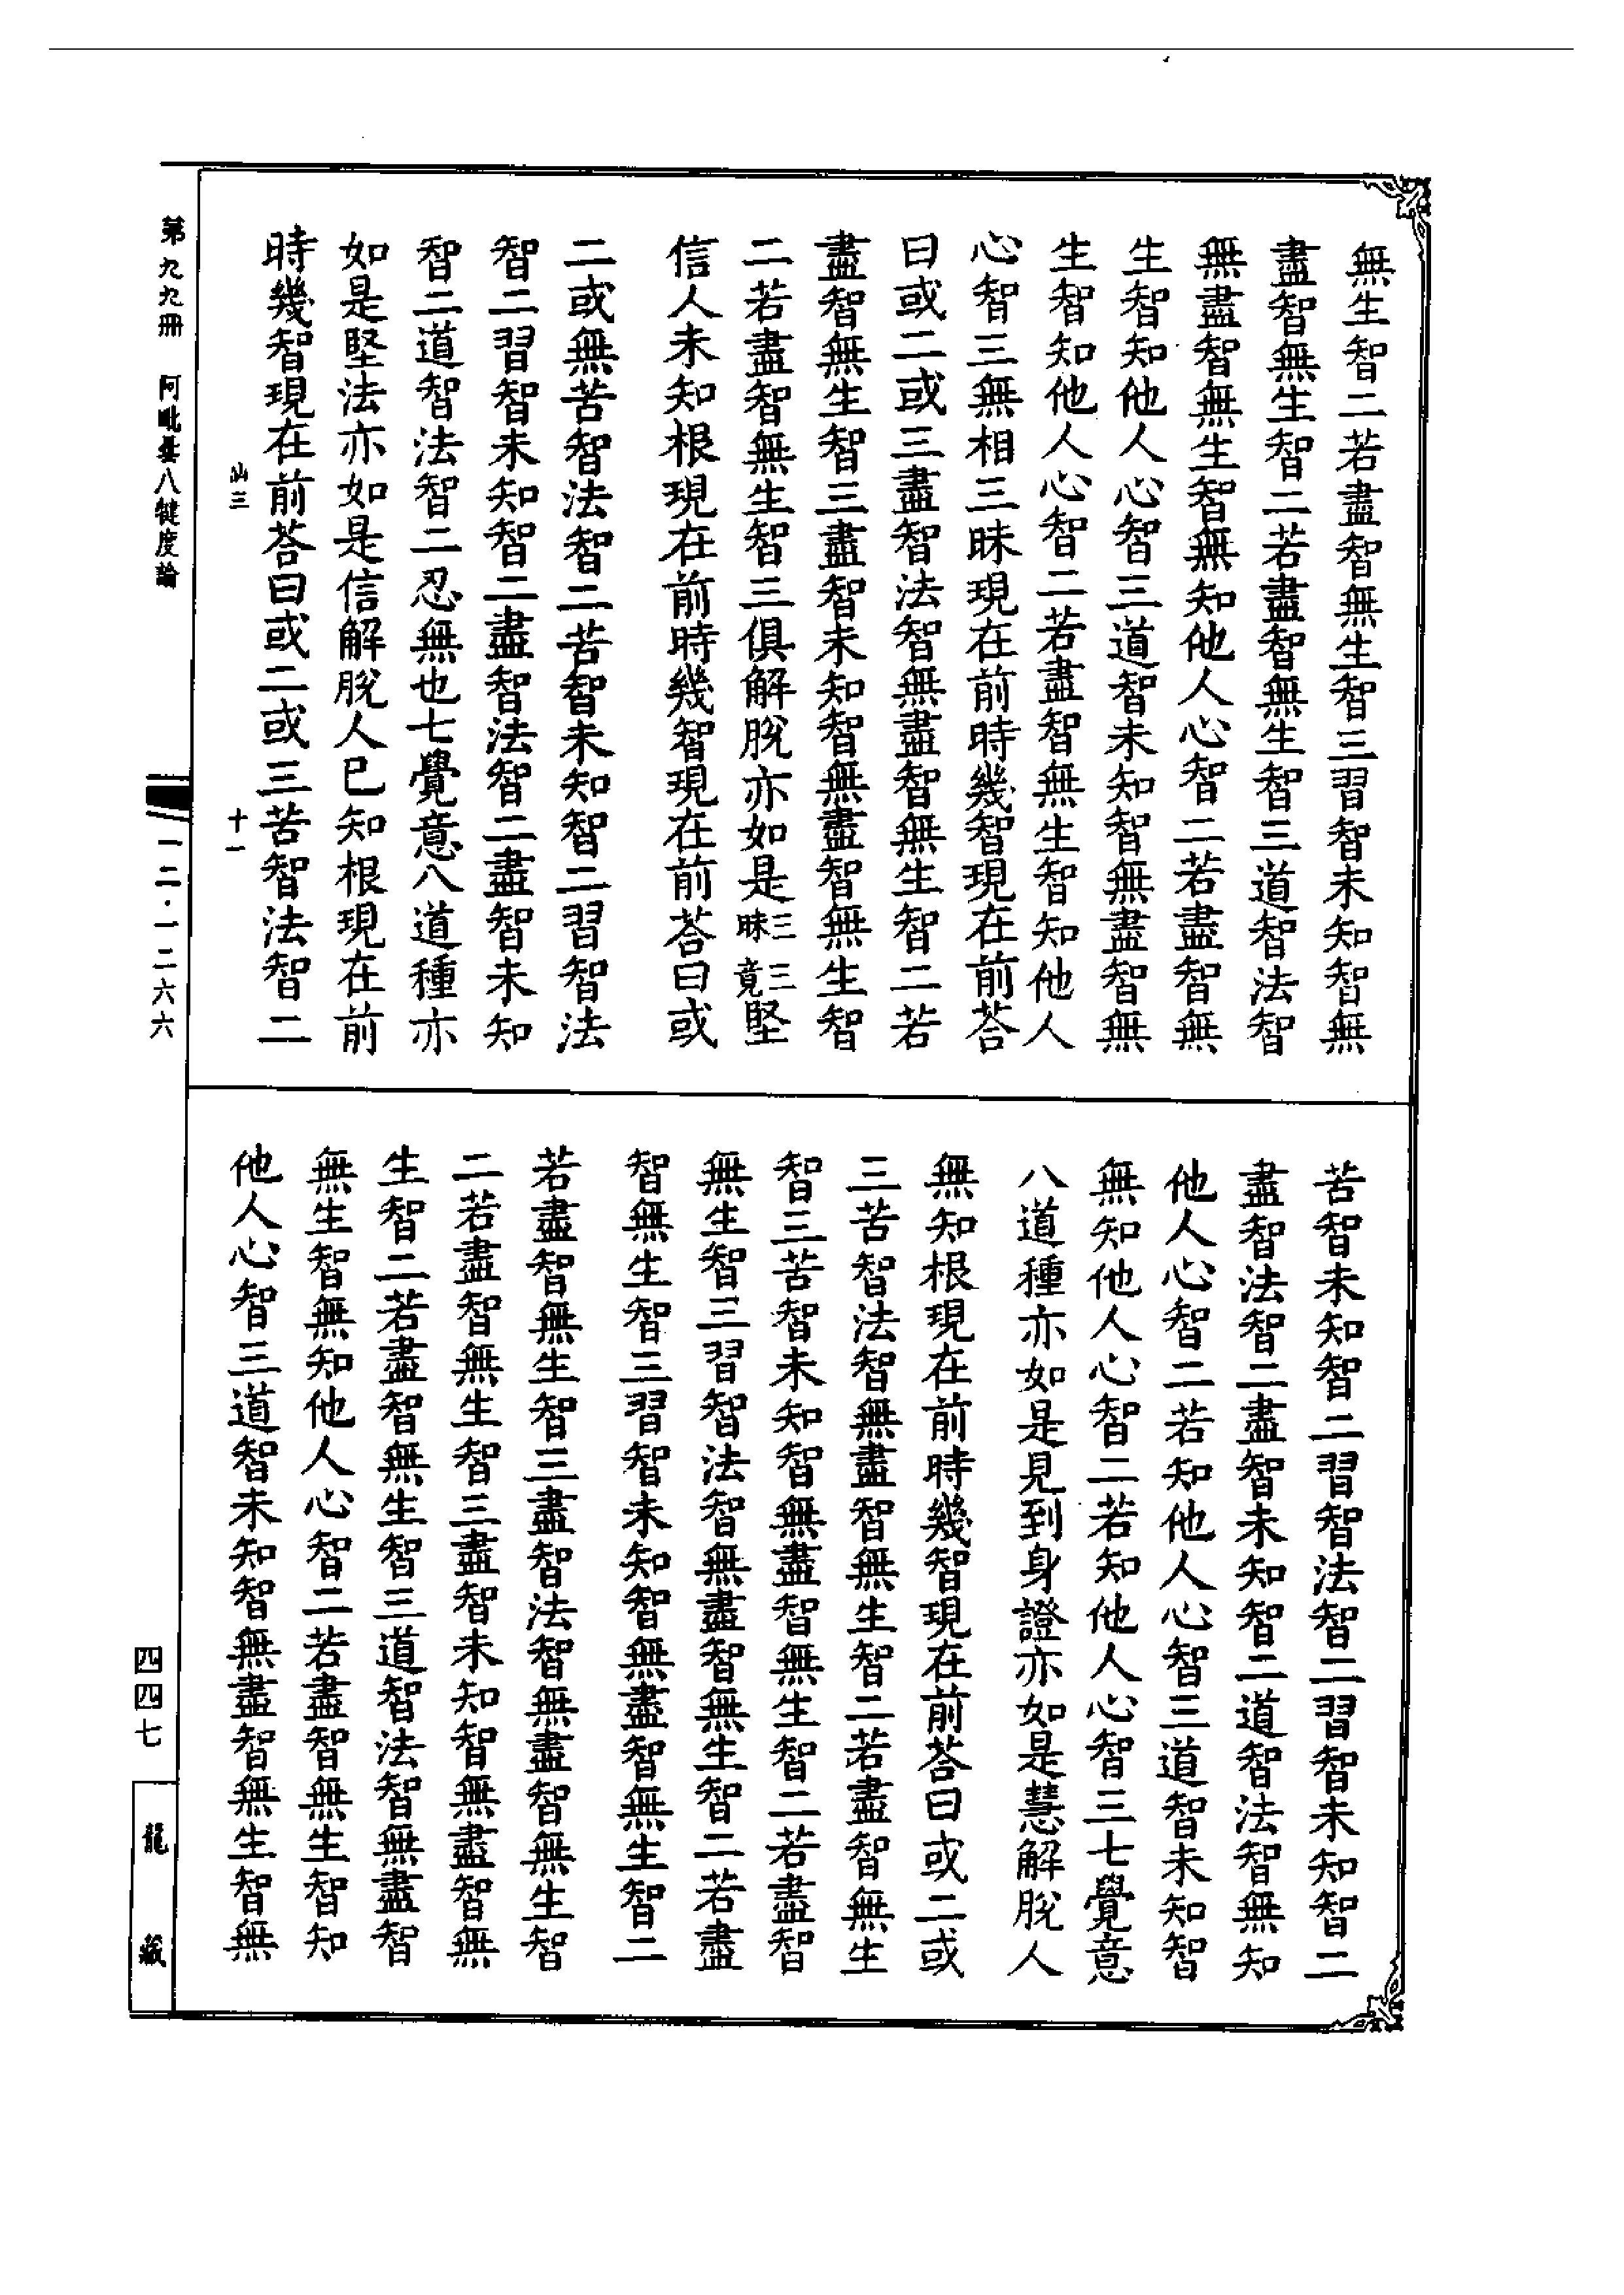 無生智二若盡智無生智三習智未知智無
盡智無生智二若盡智無生智三道智法智
無盡智無生智無知他人心智二若盡智無
生智知他人心智三道智未知智無盡智無
生智知他人心智二若盡智無生智知他人
心智三無相三昧現在前時幾智現在前荅
曰或二或三盡智法智無盡智無生智二若
盡智無生智三盡智未知智無盡智無生智
二若盡智無生智三俱解脫亦如是三昧三竟堅
信人未知根現在前時幾智現在前荅曰或
二或無苦智法智二苦智未知智二習智法
智二習智未知智二盡智法智二盡智未知
智二道智法智二忍無也七覺意八道種亦
如是堅法亦如是信解脫人已知根現在前
時幾智現在前荅曰或二或三苦智法智二
苦智未知智二習智法智二習智未知智二
盡智法智二盡智未知智二道智法智無知
他人心智二若知他人心智三道智未知智
無知他人心智二若知他人心智三七覺意
八道種亦如是見到身證亦如是慧解脫人
無知根現在前時幾智現在前荅曰或二或
三苦智法智無盡智無生智二若盡智無生
智三苦智未知智無盡智無生智二若盡智
無生智三習智法智無盡智無生智二若盡
智無生智三習智未知智無盡智無生智二
若盡智無生智三盡智法智無盡智無生智
二若盡智無生智三盡智未知智無盡智無
生智二若盡智無生智三道智法智無盡智
無生智無知他人心智二若盡智無生智知
他人心智三道智未知智無盡智無生智無
第九九冊 阿毗曇八犍度論
山三 十一
一二·一二六六
四四七
龍藏